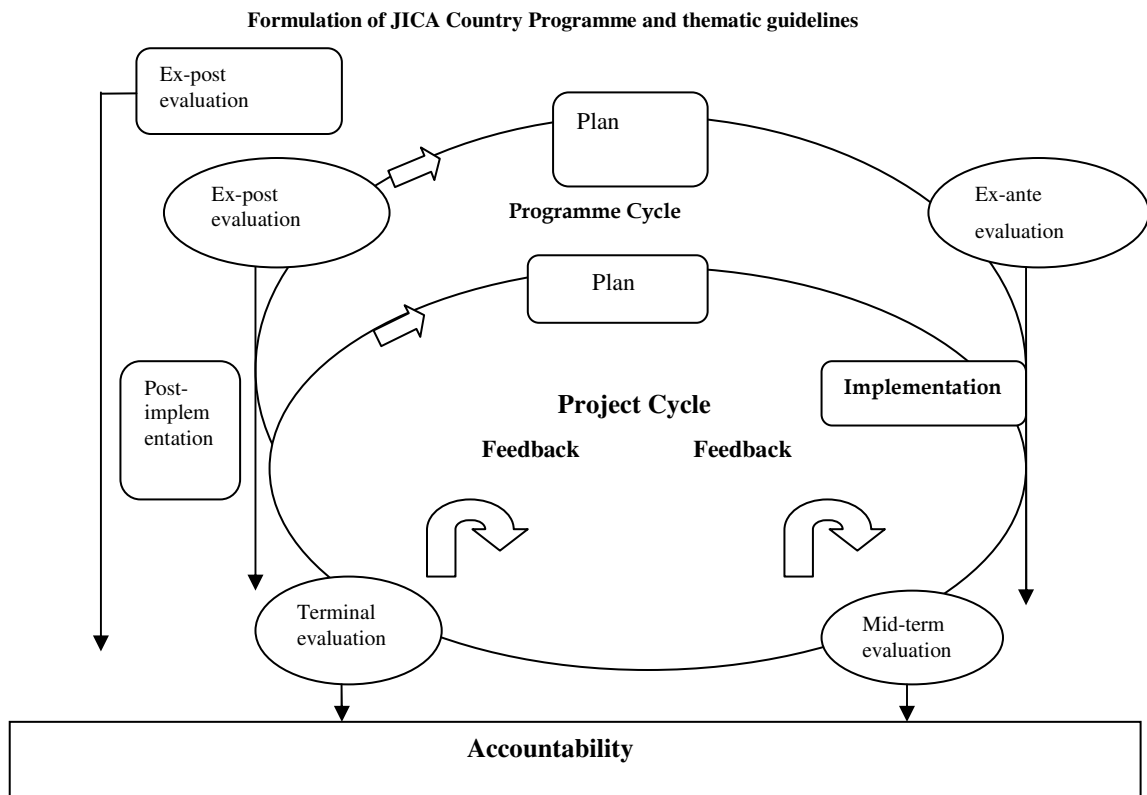 Formulation of JICA Country Programme and thematic guidelines
Ex-post
evaluation
Plan
Ex-post
evaluation
Programme Cycle
Ex-ante
evaluation
Plan
Post-
implem
entation
Implementation
Project Cycle
Feedback
Feedback
Terminal
evaluation
Mid-term
evaluation
Accountability